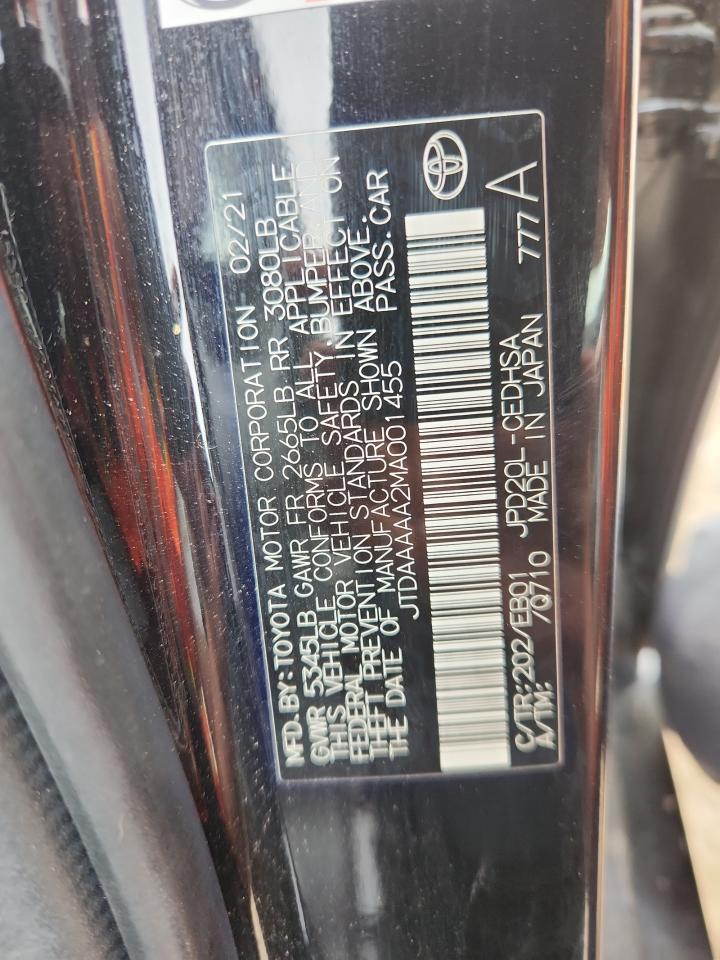 MFD.BY:TOYOTA MOTOR CORPORATION 02/21
GVWR 5345LB GAWR FR 2665LB RR 3080LB
THIS VEHICLE CONFORMS TO ALL APPLICABLE
FEDERAL MOTOR VEHICLE SAFETY,BUMPER,AND
THEFT PREVENTION STANDARDS IN EFFECT ON
THE DATE OF MANUFACTURE SHOWN ABOVE.
JTDAAAAA2MA001455 PASS.CAR
C/TR:202/EB01 JPD20L-CEDHSA
A/TM: 7Q710 MADE IN JAPAN 777A